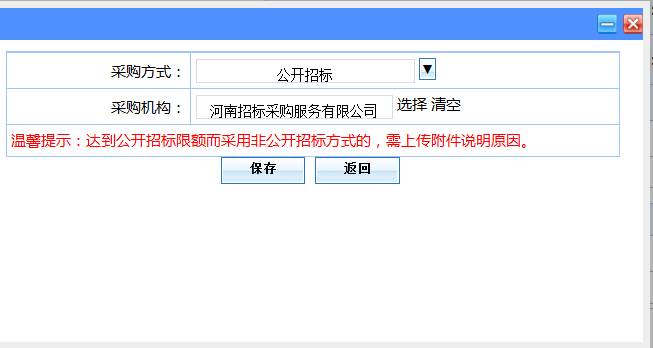 采购方式： 公开招标 ▼
采购机构： 河南招标采购服务有限公司 选择 清空
温馨提示：达到公开招标限额而采用非公开招标方式的，需上传附件说明原因。
保存 返回